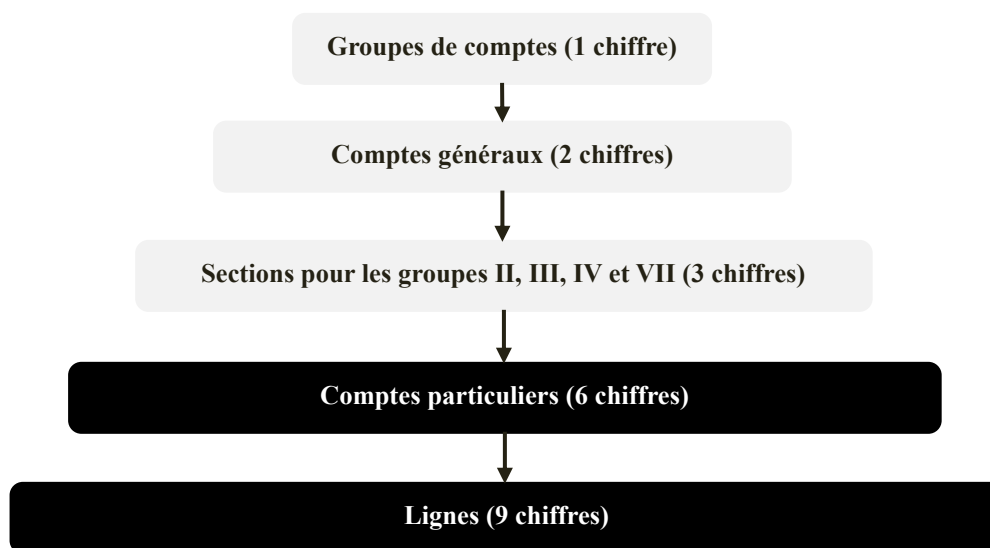 Groupes de comptes (1 chiffre)
Comptes généraux (2 chiffres)
Sections pour les groupes II, III, IV et VII (3 chiffres)
Comptes particuliers (6 chiffres)
Lignes (9 chiffres)